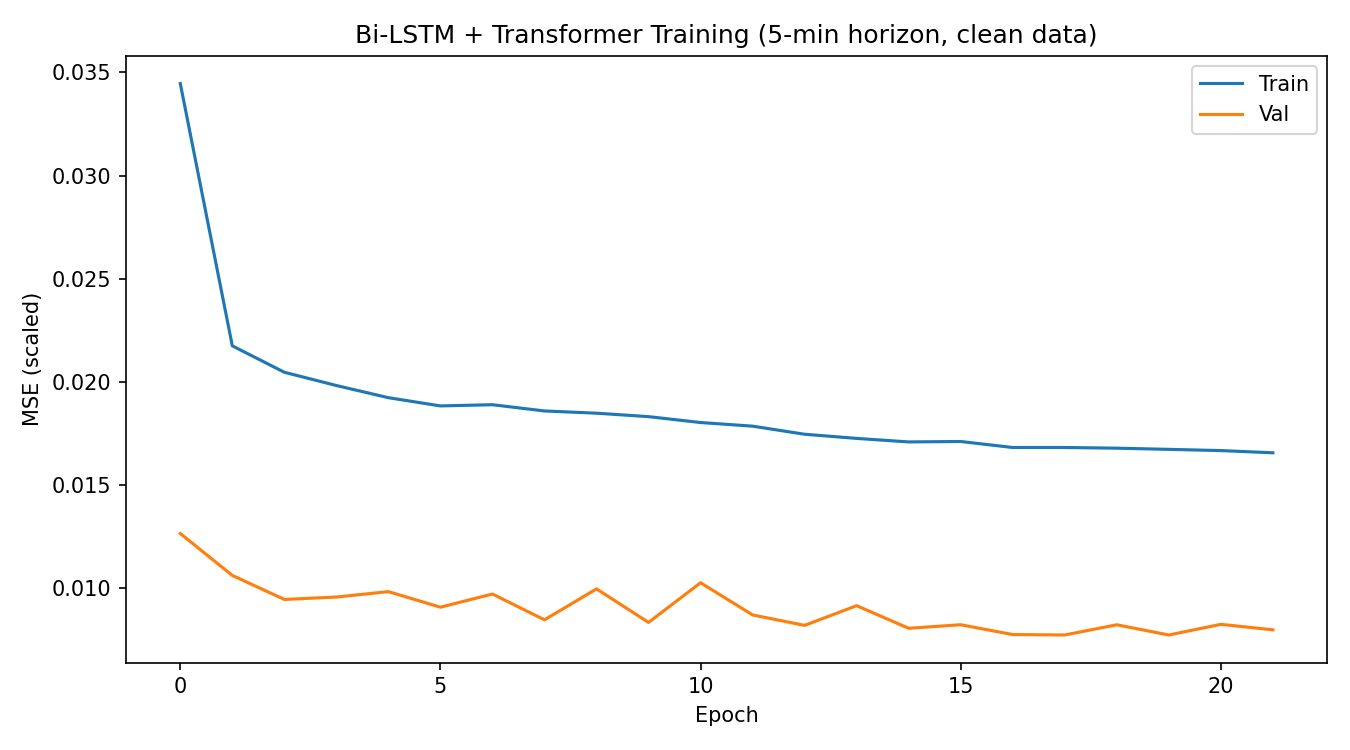 Bi-LSTM + Transformer Training (5-min horizon, clean data)
Train
Val
MSE (scaled)
0.035
0.030
0.025
0.020
0.015
0.010
0 5 10 15 20
Epoch